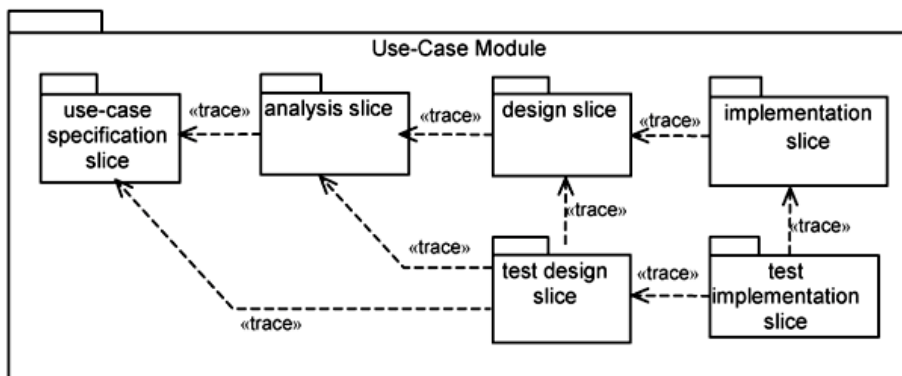 Use-Case Module
use-case
specification
slice
«trace»
analysis slice
«trace»
design slice
«trace»
implementation
slice
«trace»
«trace»
«trace»
test design
slice
«trace»
test
implementation
slice
«trace»